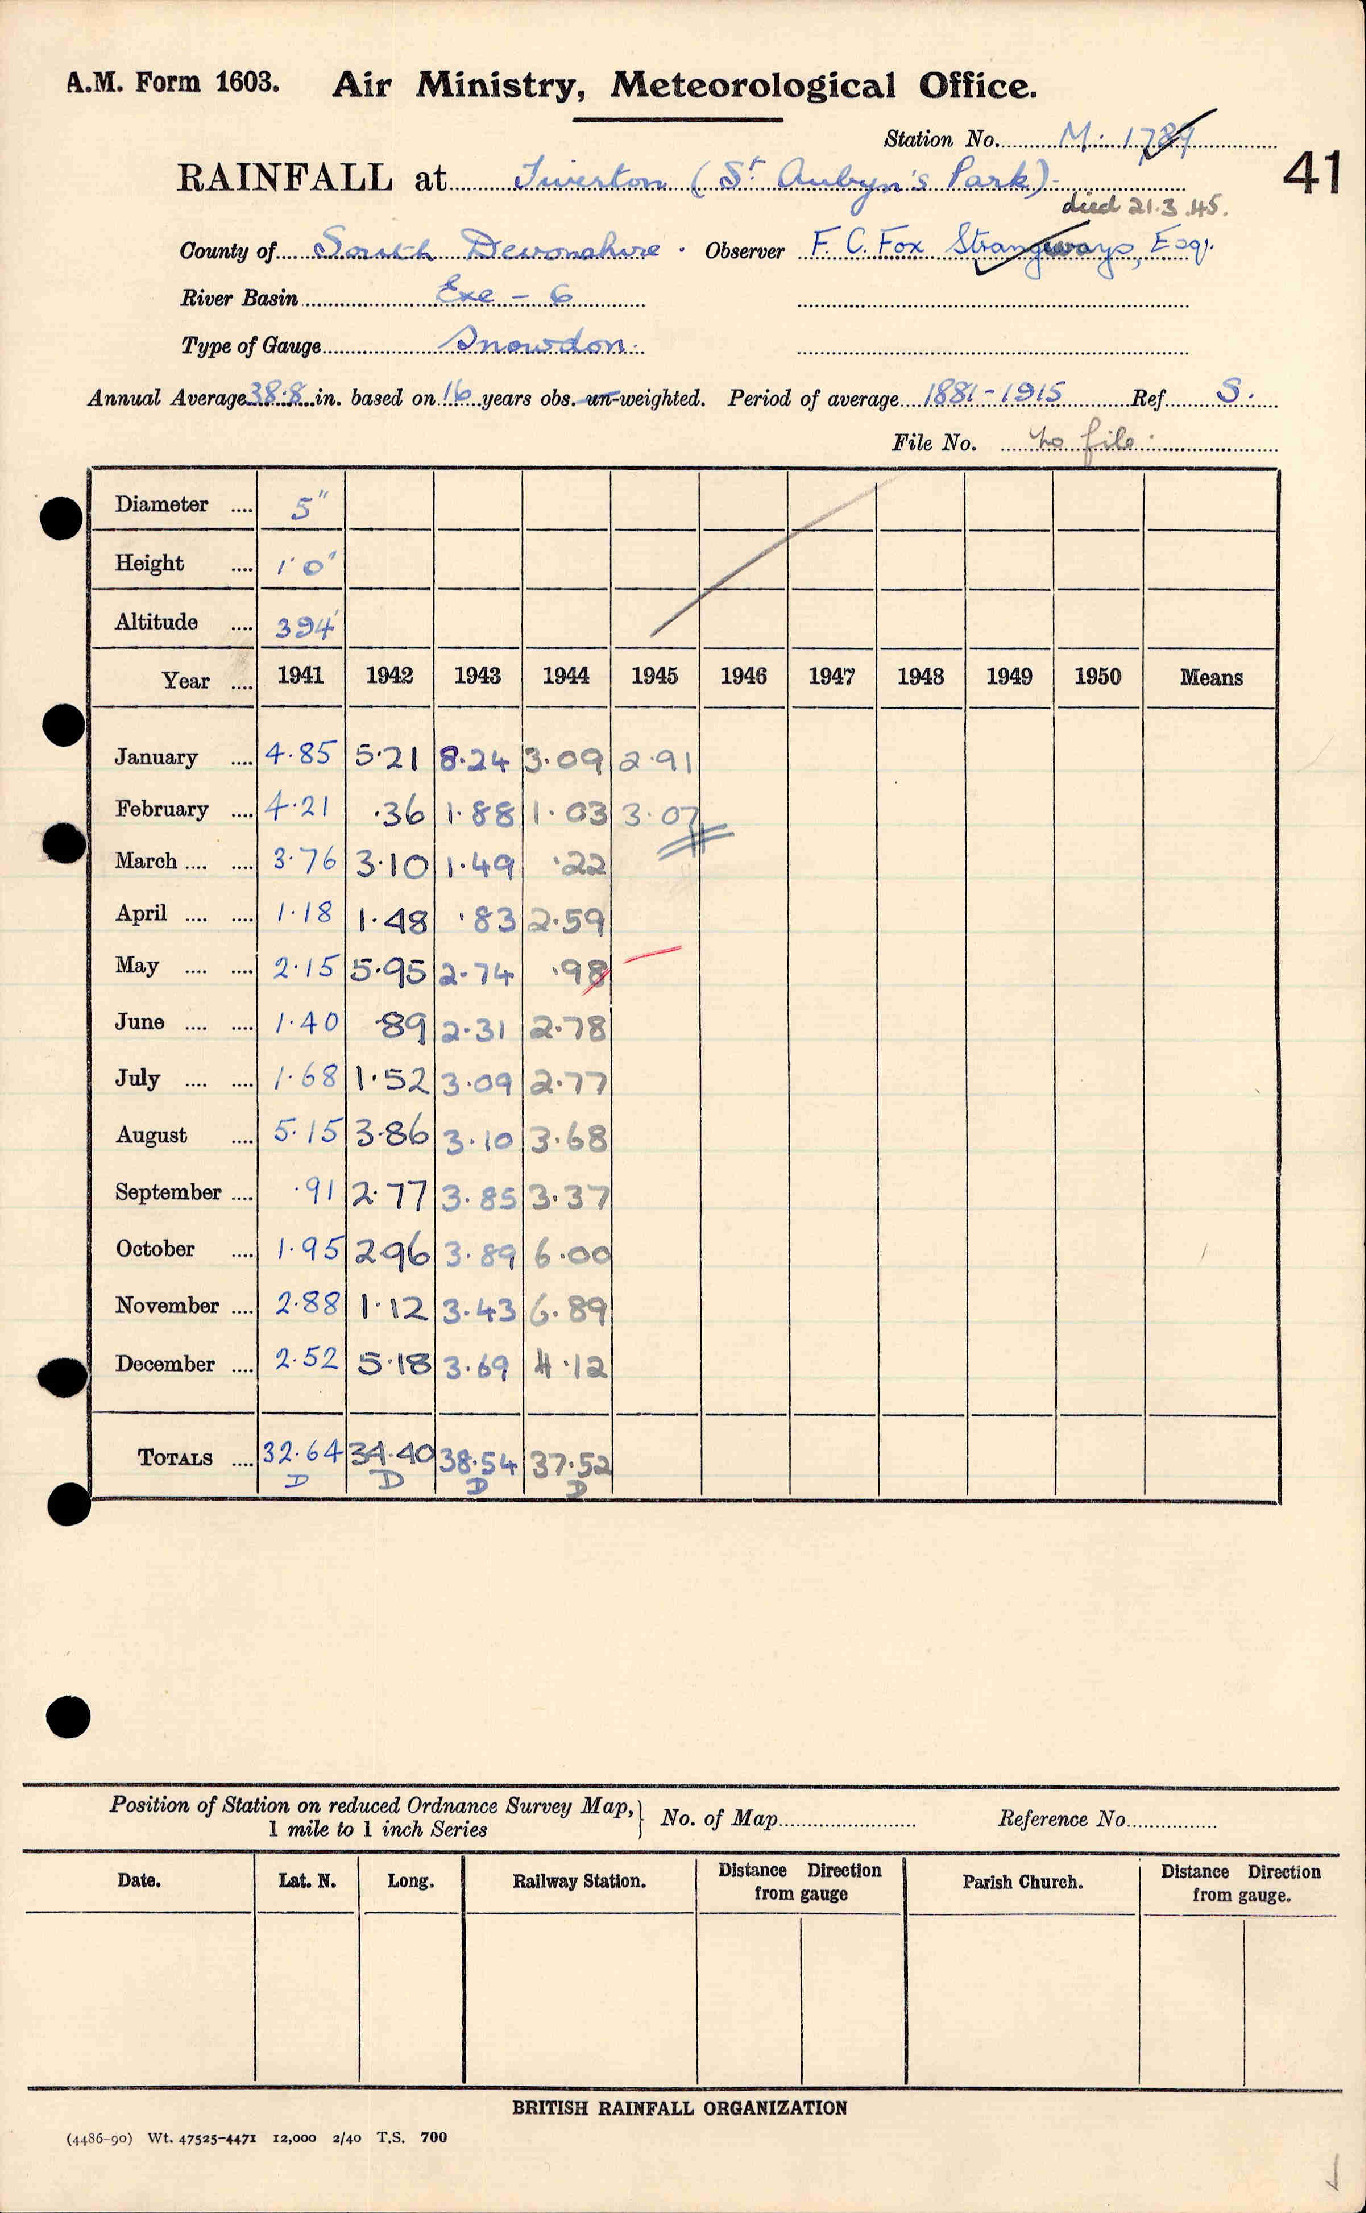 A.M. Form 1603. Air Ministry, Meteorological Office.
Station No. M. 1789
41
RAINFALL at Tiverton (St Aubyn's Park).
died 21.3.45.
County of South Devonshire. Observer F. C. Fox Strangways, Esq.
River Basin Exe - 6
Type of Gauge Snowdon.
Annual Average 38.8 in. based on 16 years obs. un-weighted. Period of average 1881-1915 Ref S.
File No. No file.
Diameter .... 5"
Height .... 1'0"
Altitude .... 394'
Year .... 1941 1942 1943 1944 1945 1946 1947 1948 1949 1950 Means
January .... 4.85 5.21 8.24 3.09 2.91
February .... 4.21 .36 1.88 1.03 3.07
March .... .... 3.76 3.10 1.49 .22
April .... .... 1.18 1.48 .83 2.59
May .... .... 2.15 5.95 2.74 .98
June .... .... 1.40 .89 2.31 2.78
July .... .... 1.68 1.52 3.09 2.77
August .... 5.15 3.86 3.10 3.68
September .... .91 2.77 3.85 3.37
October .... 1.95 2.96 3.89 6.00
November .... 2.88 1.12 3.43 6.89
December .... 2.52 5.18 3.69 4.12
TOTALS .... 32.64 34.40 38.54 37.52
D D D D
Position of Station on reduced Ordnance Survey Map, 1 mile to 1 inch Series } No. of Map Reference No.
Date. Lat. N. Long. Railway Station. Distance Direction from gauge Parish Church. Distance Direction from gauge.
BRITISH RAINFALL ORGANIZATION
(4486-90) Wt. 47525-4471 12,000 2/40 T.S. 700